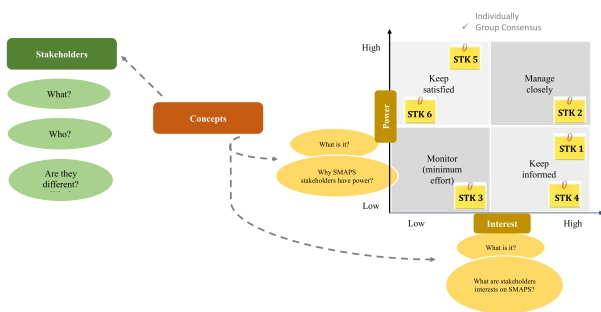 Individually
✓ Group Consensus
Stakeholders
What?
Who?
Are they
different?
Concepts
What is it?
Why SMAPS
stakeholders have power?
High
Power
Low
Keep
satisfied
STK 5
STK 6
Manage
closely
STK 2
Monitor
(minimum
effort)
STK 3
Keep
informed
STK 1
STK 4
Low
Interest
High
What is it?
What are stakeholders
interests on SMAPS?